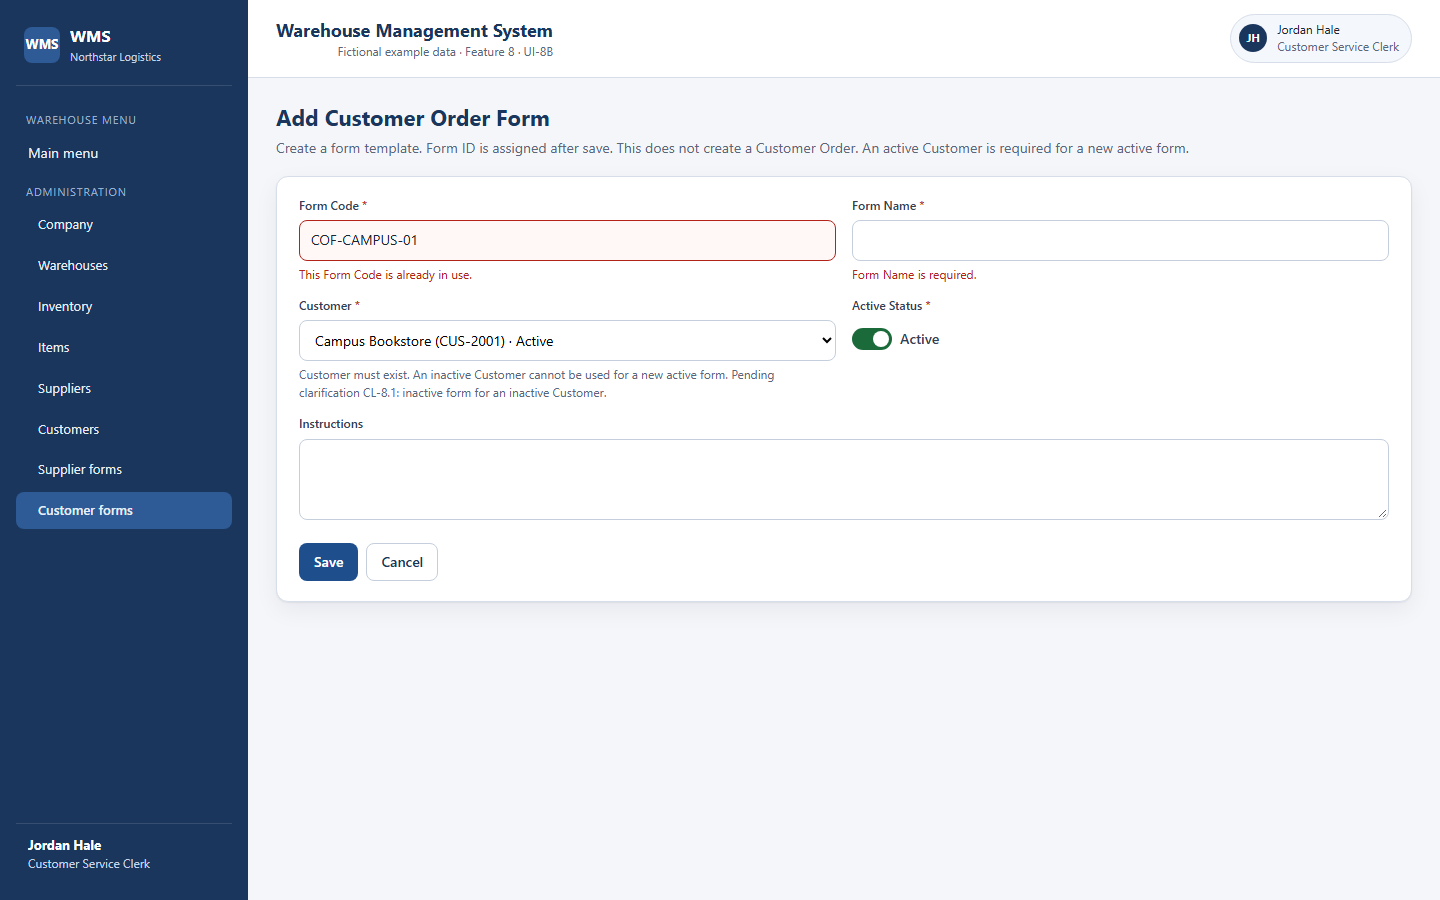 WMS
WMS
Northstar Logistics
WAREHOUSE MENU
Main menu
ADMINISTRATION
Company
Warehouses
Inventory
Items
Suppliers
Customers
Supplier forms
Customer forms
Jordan Hale
Customer Service Clerk
Warehouse Management System
Fictional example data · Feature 8 · UI-8B
JH
Jordan Hale
Customer Service Clerk
Add Customer Order Form
Create a form template. Form ID is assigned after save. This does not create a Customer Order. An active Customer is required for a new active form.
Form Code *
COF-CAMPUS-01
This Form Code is already in use.
Form Name *
Form Name is required.
Customer *
Campus Bookstore (CUS-2001) · Active
Customer must exist. An inactive Customer cannot be used for a new active form. Pending
clarification CL-8.1: inactive form for an inactive Customer.
Active Status *
Active
Instructions
Save
Cancel